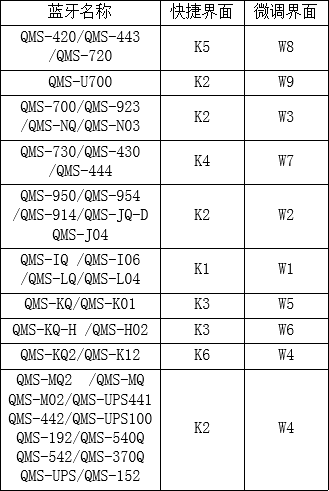 蓝牙名称 快捷界面 微调界面
QMS-420/QMS-443
/QMS-720 K5 W8
QMS-U700 K2 W9
QMS-700/QMS-923
/QMS-NQ/QMS-N03 K2 W3
QMS-730/QMS-430
/QMS-444 K4 W7
QMS-950/QMS-954
/QMS-914/QMS-JQ-D K2 W2
QMS-J04
QMS-IQ /QMS-I06
/QMS-LQ/QMS-L04 K1 W1
QMS-KQ/QMS-K01 K3 W5
QMS-KQ-H /QMS-H02 K3 W6
QMS-KQ2/QMS-K12 K6 W4
QMS-MQ2 /QMS-MQ
QMS-M02/QMS-UPS441
QMS-442/QMS-UPS100
QMS-192/QMS-540Q K2 W4
QMS-542/QMS-370Q
QMS-UPS/QMS-152